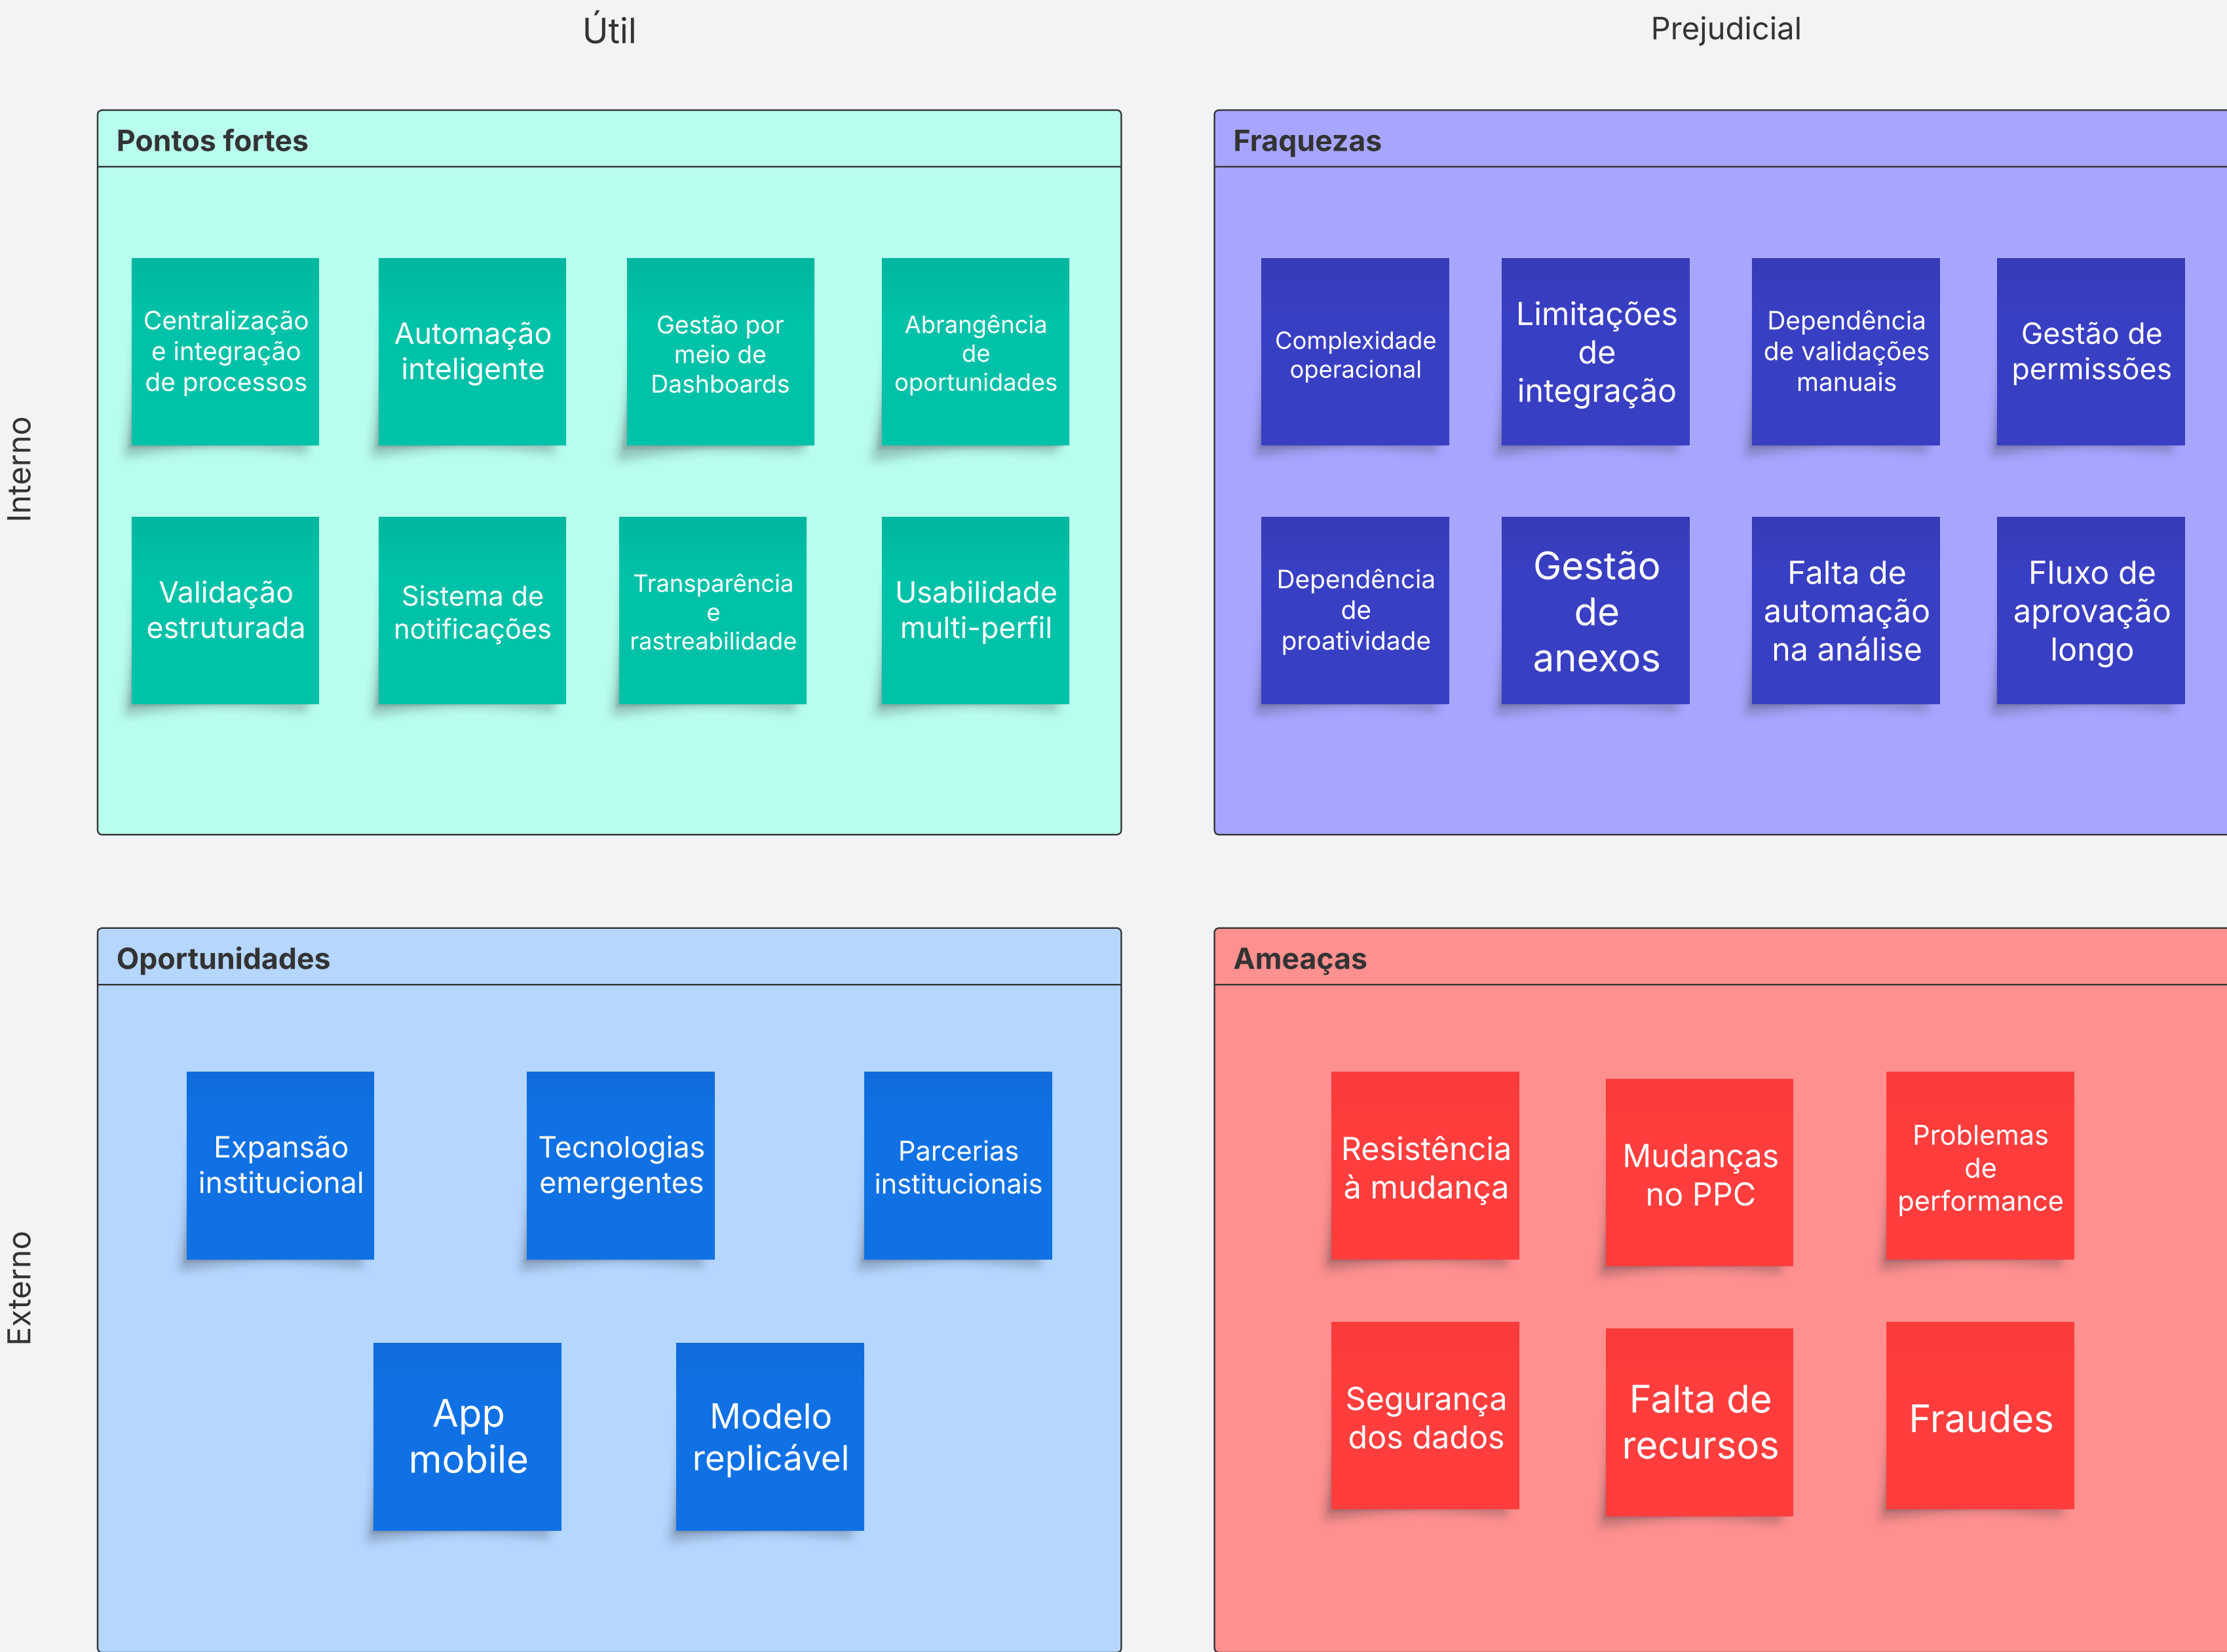 Útil
Prejudicial
Interno
Pontos fortes
Centralização
e integração
de processos
Automação
inteligente
Gestão por
meio de
Dashboards
Abrangência
de
oportunidades
Validação
estruturada
Sistema de
notificações
Transparência
e
rastreabilidade
Usabilidade
multi-perfil
Fraquezas
Complexidade
operacional
Limitações
de
integração
Dependência
de validações
manuais
Gestão de
permissões
Dependência
de
proatividade
Gestão
de
anexos
Falta de
automação
na análise
Fluxo de
aprovação
longo
Externo
Oportunidades
Expansão
institucional
Tecnologias
emergentes
Parcerias
institucionais
App
mobile
Modelo
replicável
Ameaças
Resistência
à mudança
Mudanças
no PPC
Problemas
de
performance
Segurança
dos dados
Falta de
recursos
Fraudes